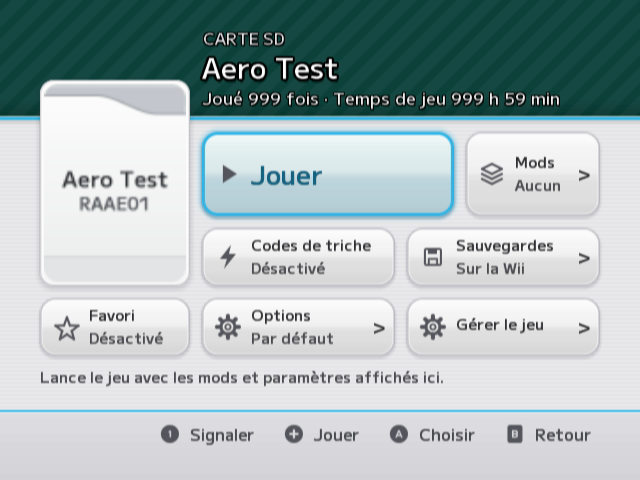 CARTE SD
Aero Test
Joué 999 fois · Temps de jeu 999 h 59 min
Aero Test
RAAE01
Jouer
Mods
Aucun
>
Codes de triche
Désactivé
Sauvegardes
Sur la Wii
>
Favori
Désactivé
Options
Par défaut
>
Gérer le jeu
>
Lance le jeu avec les mods et paramètres affichés ici.
1 Signaler
+ Jouer
A Choisir
B Retour